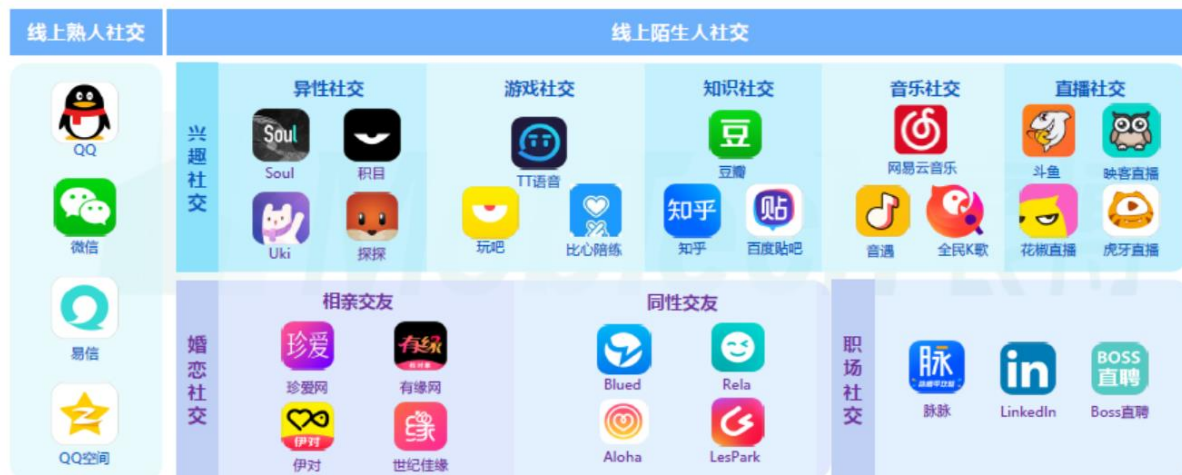 线上熟人社交
线上陌生人社交
QQ
微信
易信
QQ空间
兴趣社交
异性社交
Soul
Soul
积目
Uki
探探
游戏社交
TT语音
玩吧
比心陪练
知识社交
豆
豆瓣
知乎
知乎
贴
百度贴吧
音乐社交
网易云音乐
音遇
全民K歌
直播社交
斗鱼
映客直播
花椒直播
虎牙直播
婚恋社交
相亲交友
珍爱
珍爱网
有缘
有缘网
伊对
伊对
缘
世纪佳缘
同性交友
Blued
Rela
Aloha
LesPark
职场社交
脉
脉脉
in
LinkedIn
BOSS
直聘
Boss直聘